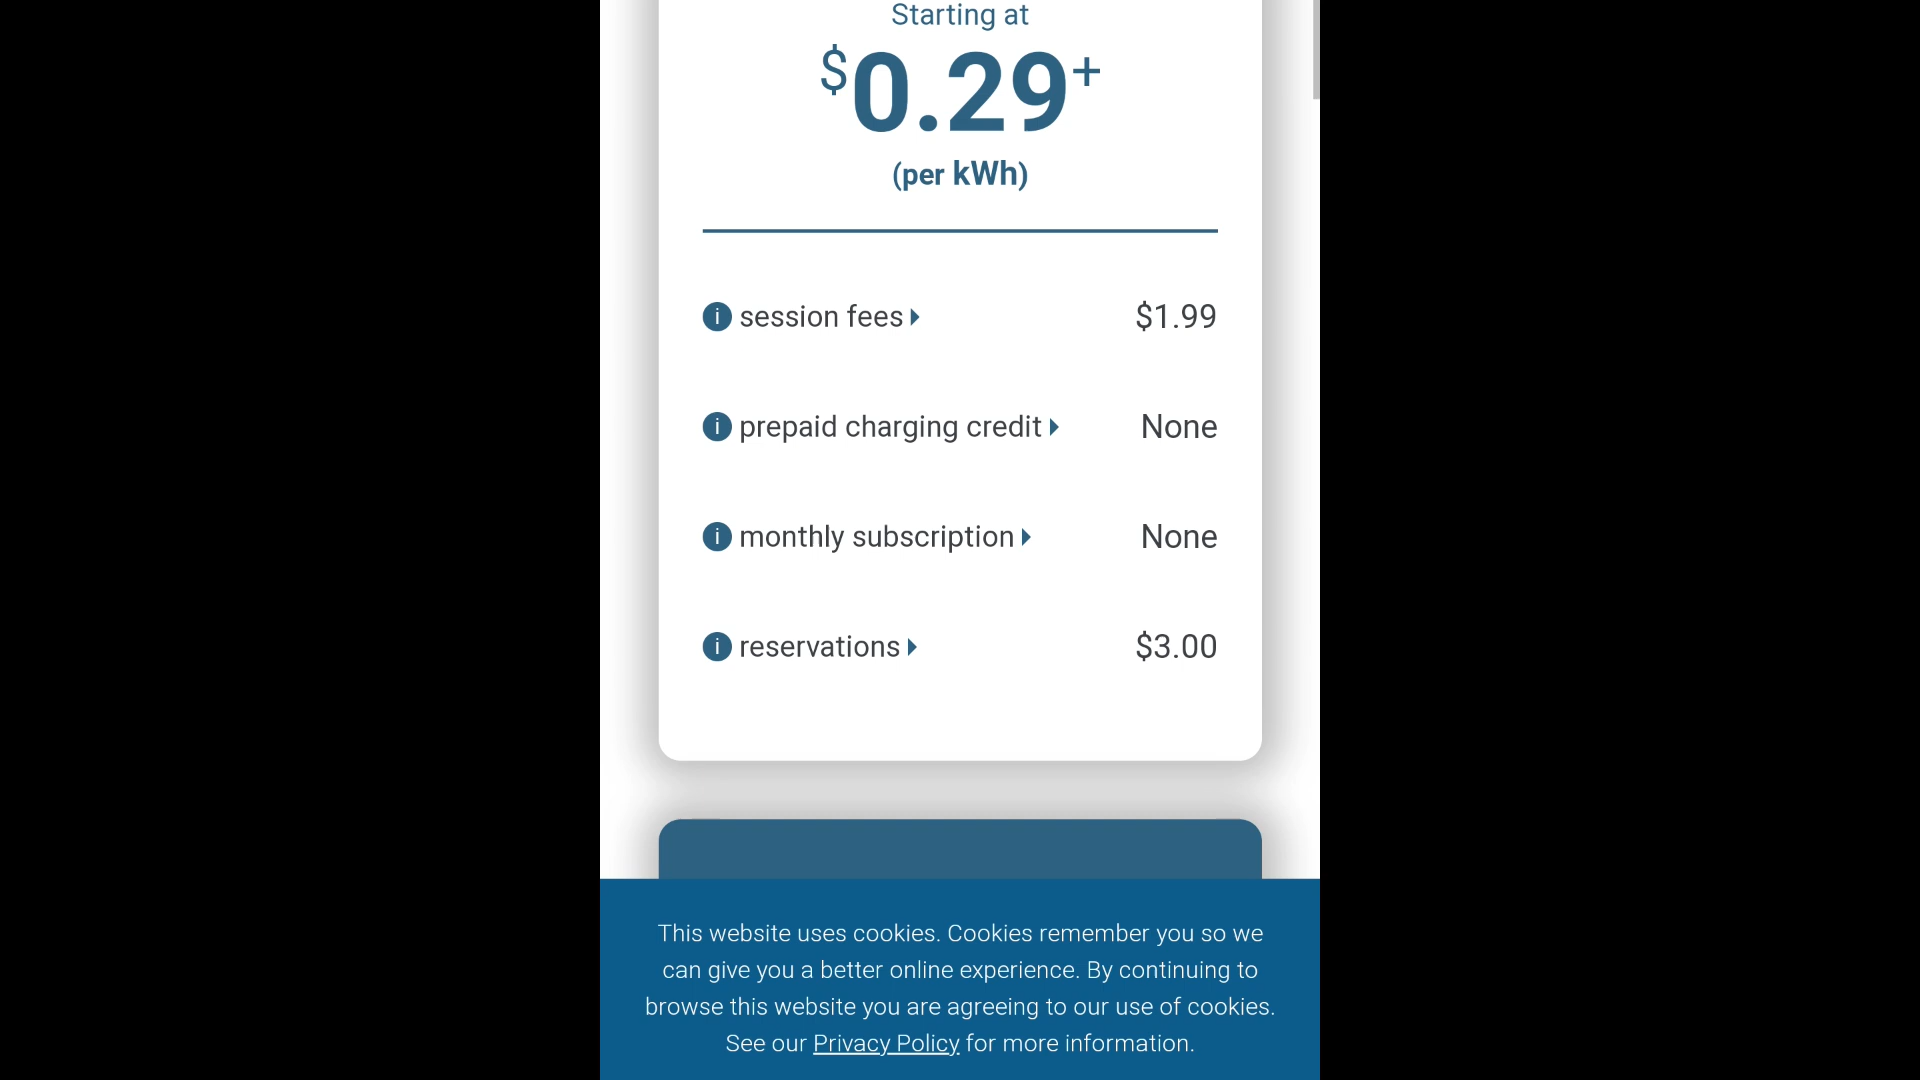 Starting at
$0.29+
(per kWh)
i session fees $1.99
i prepaid charging credit None
i monthly subscription None
i reservations $3.00
This website uses cookies. Cookies remember you so we
can give you a better online experience. By continuing to
browse this website you are agreeing to our use of cookies.
See our Privacy Policy for more information.